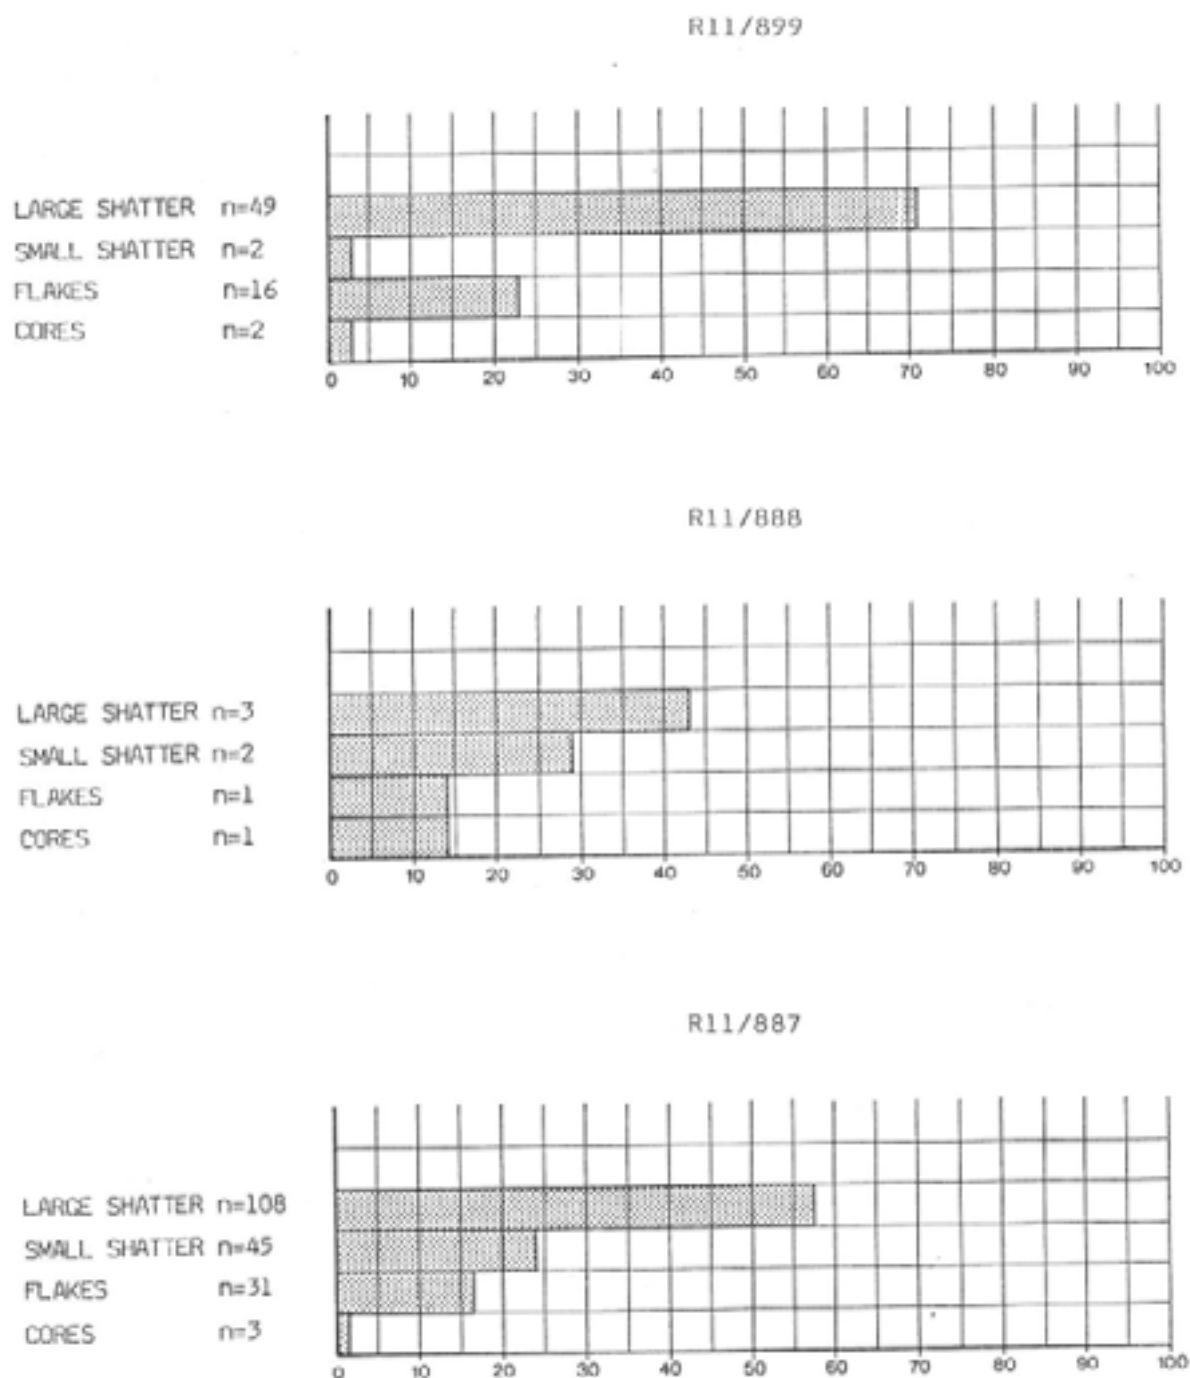 R11/899
LARGE SHATTER n=49
SMALL SHATTER n=2
FLAKES n=16
CORES n=2
0 10 20 30 40 50 60 70 80 90 100
R11/888
LARGE SHATTER n=3
SMALL SHATTER n=2
FLAKES n=1
CORES n=1
0 10 20 30 40 50 60 70 80 90 100
R11/887
LARGE SHATTER n=108
SMALL SHATTER n=45
FLAKES n=31
CORES n=3
0 10 20 30 40 50 60 70 80 90 100